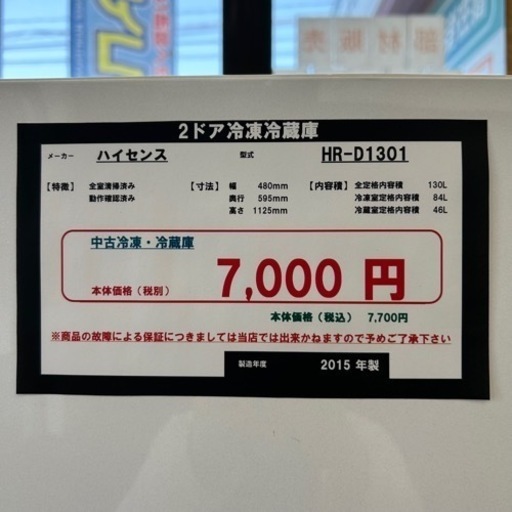 部材販売
2ドア冷凍冷蔵庫
メーカー ハイセンス 型式 HR-D1301
【特徴】 全室清掃済み 【寸法】 幅 480mm 【内容積】 全定格内容積 130L
動作確認済み 奥行 595mm 冷凍室定格内容積 84L
高さ 1125mm 冷蔵室定格内容積 46L
中古冷凍・冷蔵庫
本体価格（税別） 7,000 円
本体価格（税込） 7,700円
※商品の故障による保証につきましては当店では出来かねますので予めご了承下さい
製造年度 2015 年製